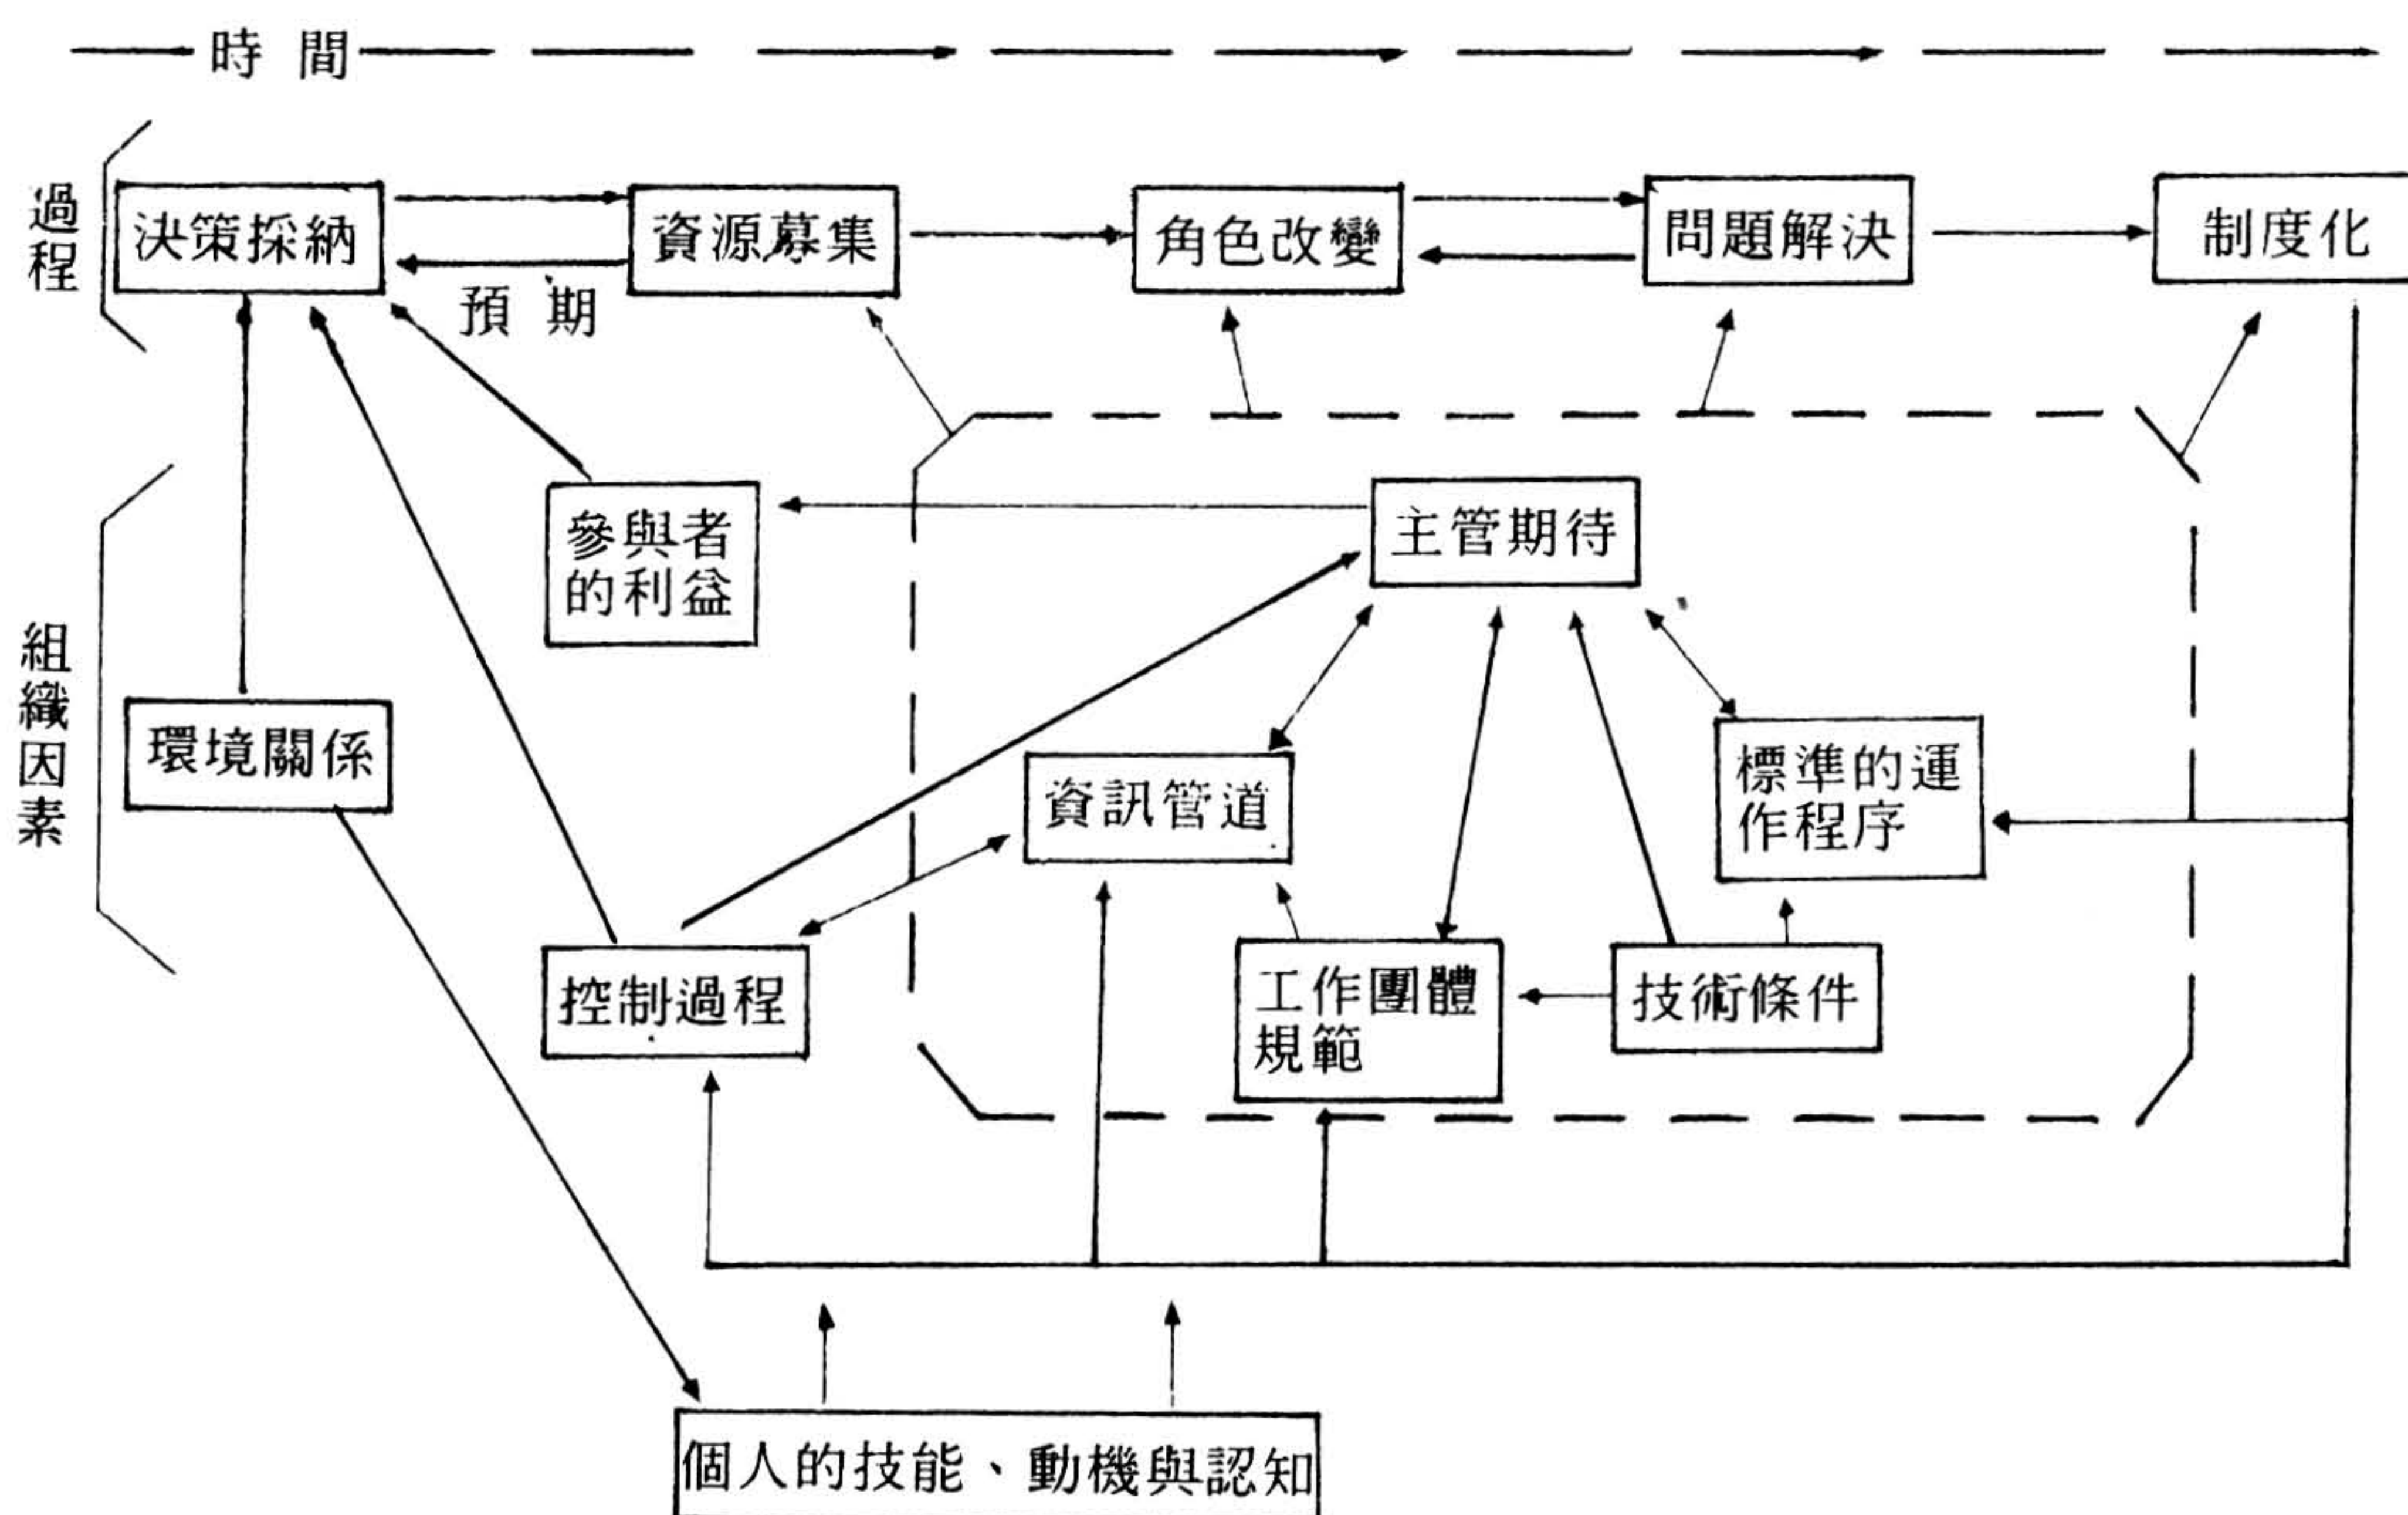 時間
過程
決策採納
資源募集
角色改變
問題解決
制度化
預期
組織因素
參與者
的利益
主管期待
環境關係
資訊管道
標準的運
作程序
控制過程
工作團體
規範
技術條件
個人的技能、動機與認知